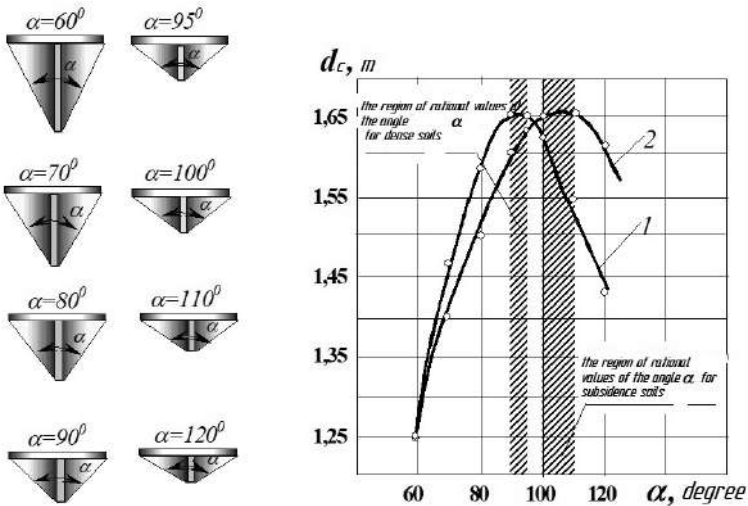 α=60⁰
α=95⁰
α
α
α=70⁰
α=100⁰
α
α
α=80⁰
α=110⁰
α
α
α=90⁰
α=120⁰
α
α
dc, m
the region of rational values of
the angle α
for dense soils
1,65
1,55
1,45
1,35
1,25
2
1
the region of rational
values of the angle α for
subsidence soils
60 80 100 120 α, degree